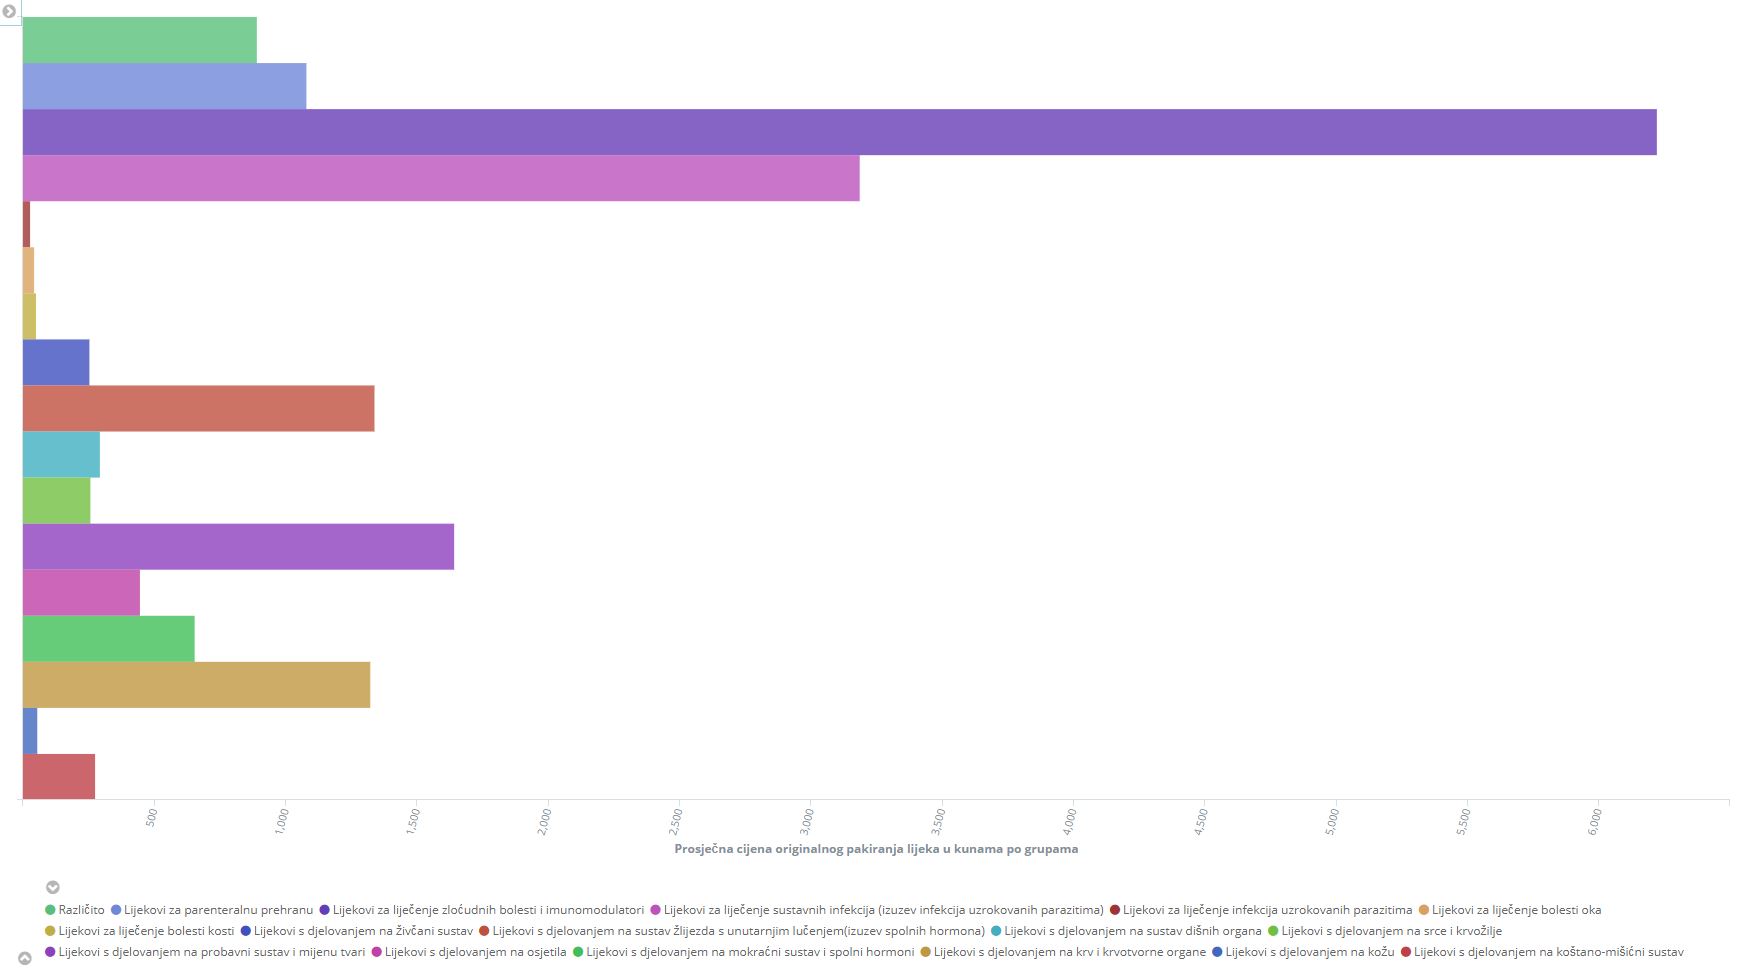 500 1,000 1,500 2,000 2,500 3,000 3,500 4,000 4,500 5,000 5,500 6,000
Prosječna cijena originalnog pakiranja lijeka u kunama po grupama
Različito Lijekovi za parenteralnu prehranu Lijekovi za liječenje zloćudnih bolesti i imunomodulatori Lijekovi za liječenje sustavnih infekcija (izuzev infekcija uzrokovanih parazitima) Lijekovi za liječenje infekcija uzrokovanih parazitima Lijekovi za liječenje bolesti oka
Lijekovi za liječenje bolesti kosti Lijekovi s djelovanjem na živčani sustav Lijekovi s djelovanjem na sustav žlijezda s unutarnjim lučenjem(izuzev spolnih hormona) Lijekovi s djelovanjem na sustav dišnih organa Lijekovi s djelovanjem na srce i krvožilje
Lijekovi s djelovanjem na probavni sustav i mijenu tvari Lijekovi s djelovanjem na osjetila Lijekovi s djelovanjem na mokraćni sustav i spolni hormoni Lijekovi s djelovanjem na krv i krvotvorne organe Lijekovi s djelovanjem na kožu Lijekovi s djelovanjem na koštano-mišićni sustav